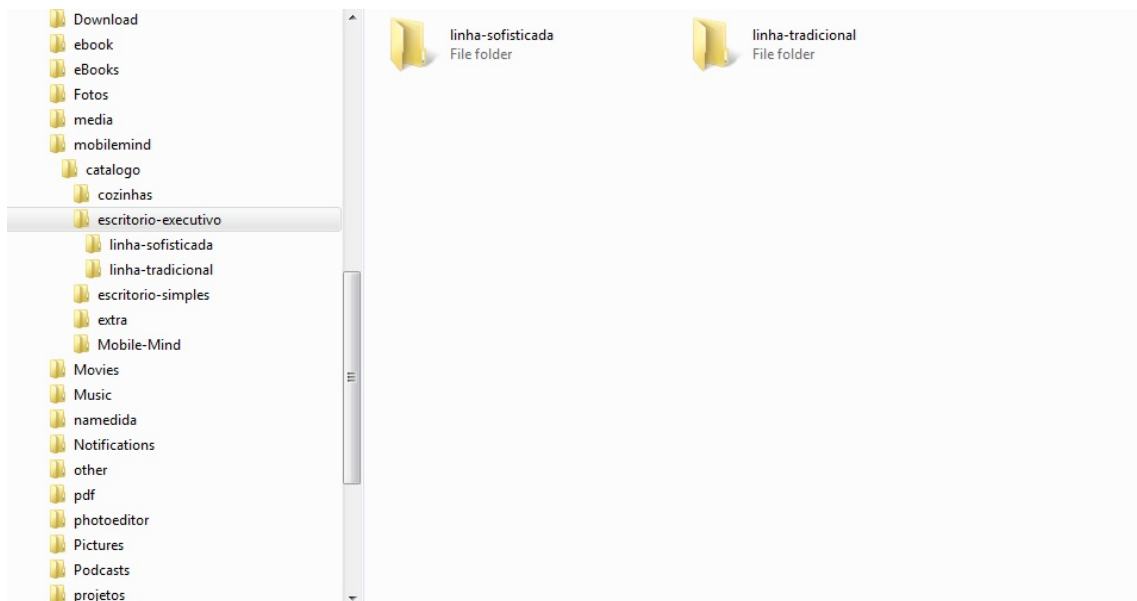 Download
ebook
eBooks
Fotos
media
mobilemind
catalogo
cozinhas
escritorio-executivo
linha-sofisticada
linha-tradicional
escritorio-simples
extra
Mobile-Mind
Movies
Music
namedida
Notifications
other
pdf
photoeditor
Pictures
Podcasts
projetos
linha-sofisticada
File folder
linha-tradicional
File folder